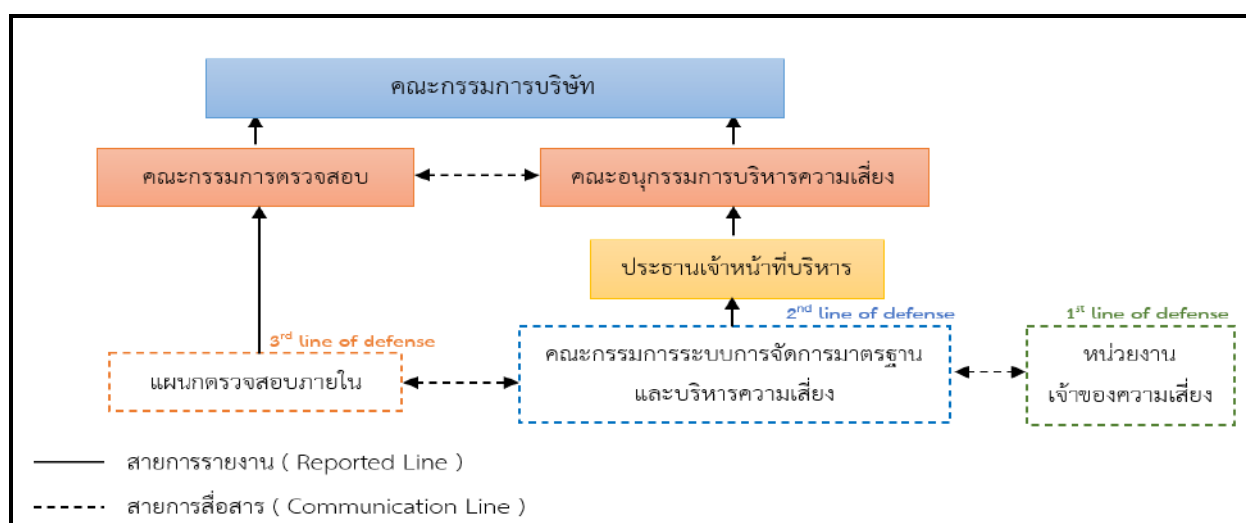 คณะกรรมการบริษัท
คณะกรรมการตรวจสอบ
คณะอนุกรรมการบริหารความเสี่ยง
ประธานเจ้าหน้าที่บริหาร
2nd line of defense
1st line of defense
3rd line of defense
คณะกรรมการระบบการจัดการมาตรฐาน
และบริหารความเสี่ยง
หน่วยงาน
เจ้าของความเสี่ยง
แผนกตรวจสอบภายใน
สายการรายงาน ( Reported Line )
สายการสื่อสาร ( Communication Line )